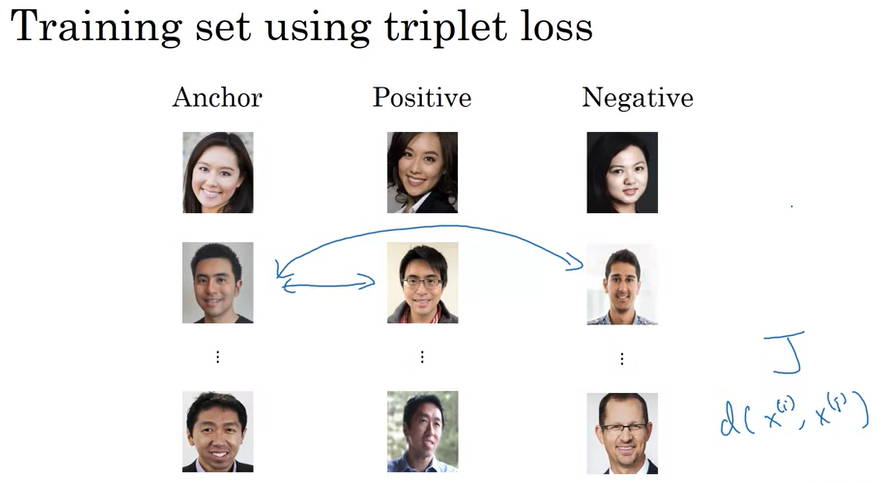 Training set using triplet loss
Anchor Positive Negative
⋮ ⋮ ⋮
J
d(x^(i), x^(j))